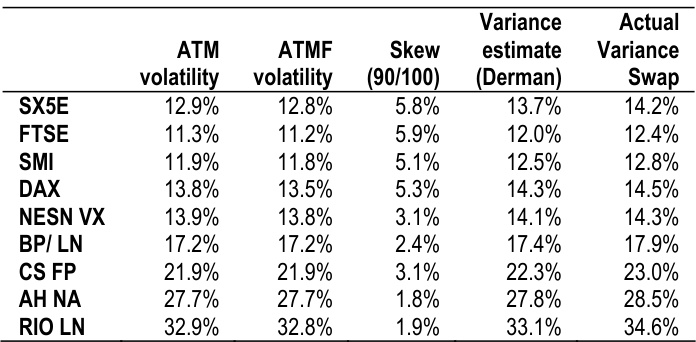 ATM volatility ATMF volatility Skew (90/100) Variance estimate (Derman) Actual Variance Swap
SX5E 12.9% 12.8% 5.8% 13.7% 14.2%
FTSE 11.3% 11.2% 5.9% 12.0% 12.4%
SMI 11.9% 11.8% 5.1% 12.5% 12.8%
DAX 13.8% 13.5% 5.3% 14.3% 14.5%
NESN VX 13.9% 13.8% 3.1% 14.1% 14.3%
BP/ LN 17.2% 17.2% 2.4% 17.4% 17.9%
CS FP 21.9% 21.9% 3.1% 22.3% 23.0%
AH NA 27.7% 27.7% 1.8% 27.8% 28.5%
RIO LN 32.9% 32.8% 1.9% 33.1% 34.6%